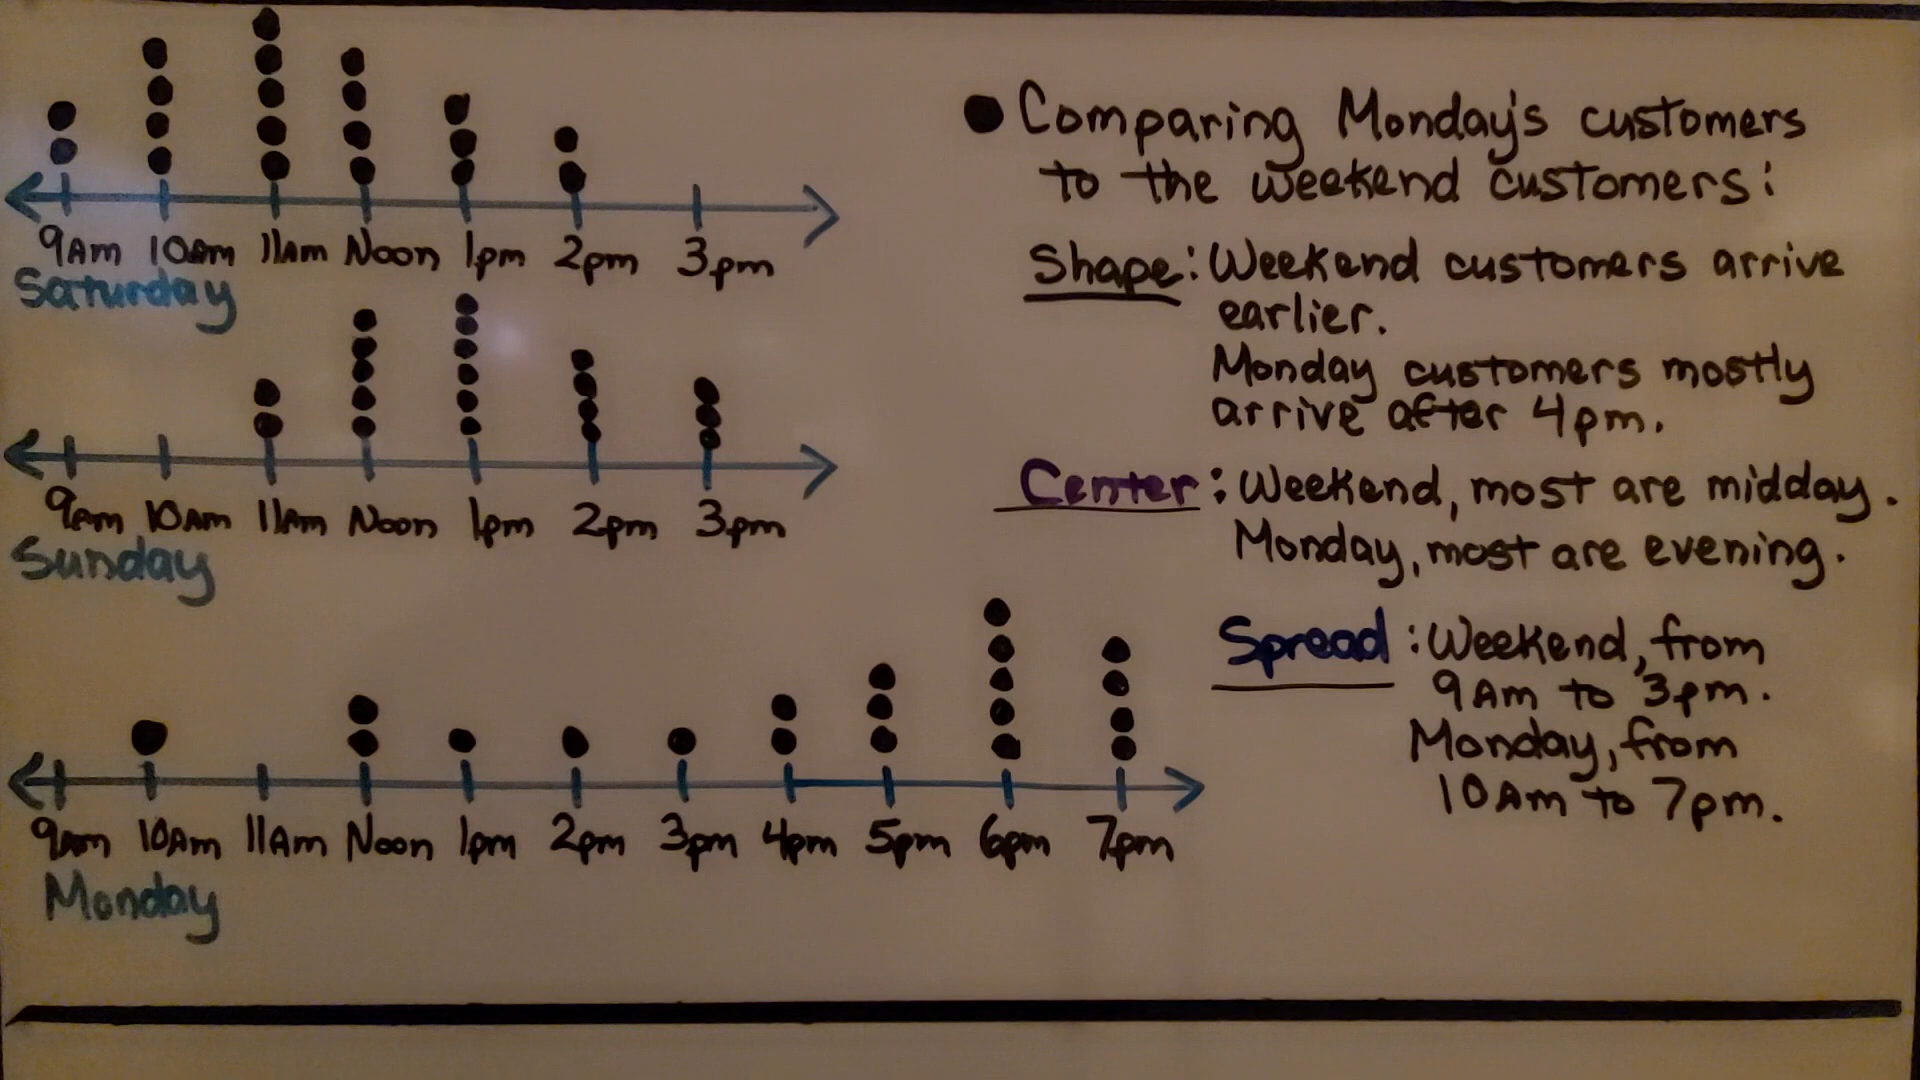 9Am 10Am 11Am Noon 1pm 2pm 3pm
Saturday
9am 10Am 11Am Noon 1pm 2pm 3pm
Sunday
9am 10Am 11Am Noon 1pm 2pm 3pm 4pm 5pm 6pm 7pm
Monday
● Comparing Monday's customers
to the weekend customers:
Shape: Weekend customers arrive
earlier.
Monday customers mostly
arrive after 4pm.
Center: Weekend, most are midday.
Monday, most are evening.
Spread: Weekend, from
9Am to 3pm.
Monday, from
10Am to 7pm.